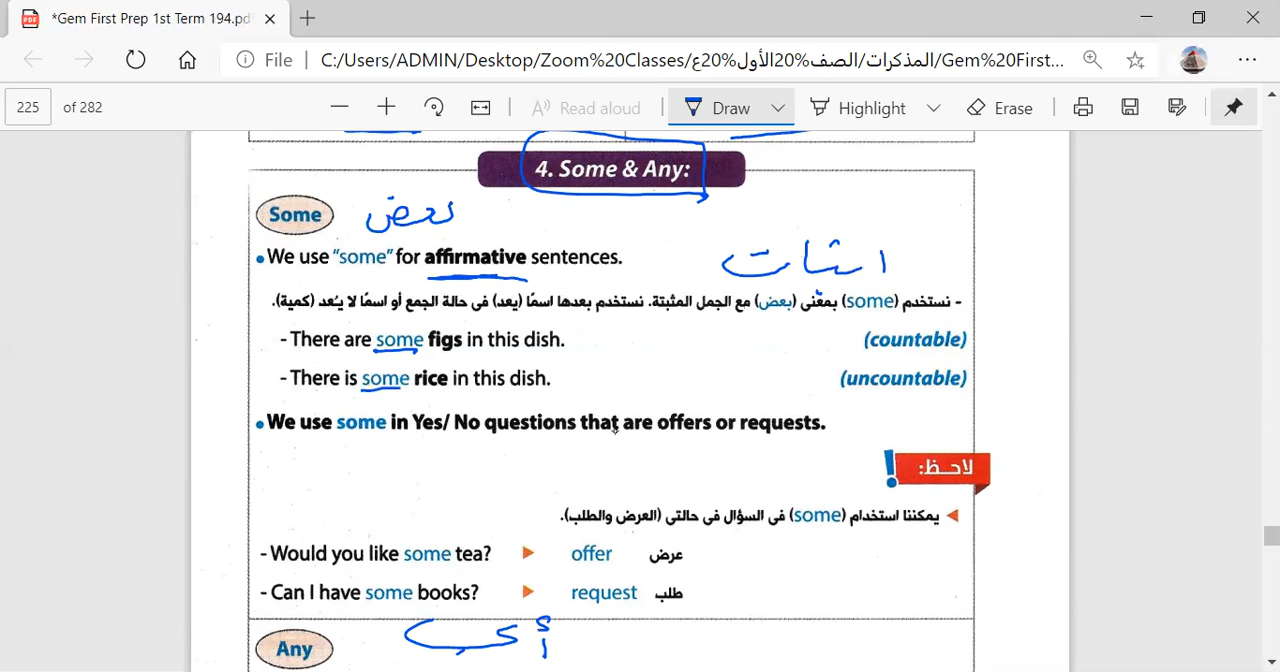 *Gem First Prep 1st Term 194.pd
File C:/Users/ADMIN/Desktop/Zoom%20Classes/المذكرات/الصف%20الأول%20ع/Gem%20First...
225 of 282 Read aloud Draw Highlight Erase
4. Some & Any:
Some بعض
• We use "some" for affirmative sentences. اثبات
- نستخدم (some) بمعنى (بعض) مع الجمل المثبتة. نستخدم بعدها اسمًا (يعد) فى حالة الجمع أو اسمًا لا يُعد (كمية).
- There are some figs in this dish. (countable)
- There is some rice in this dish. (uncountable)
• We use some in Yes/ No questions that are offers or requests.
لاحظ:
يمكننا استخدام (some) فى السؤال فى حالتى (العرض والطلب).
- Would you like some tea? offer عرض
- Can I have some books? request طلب
Any أى